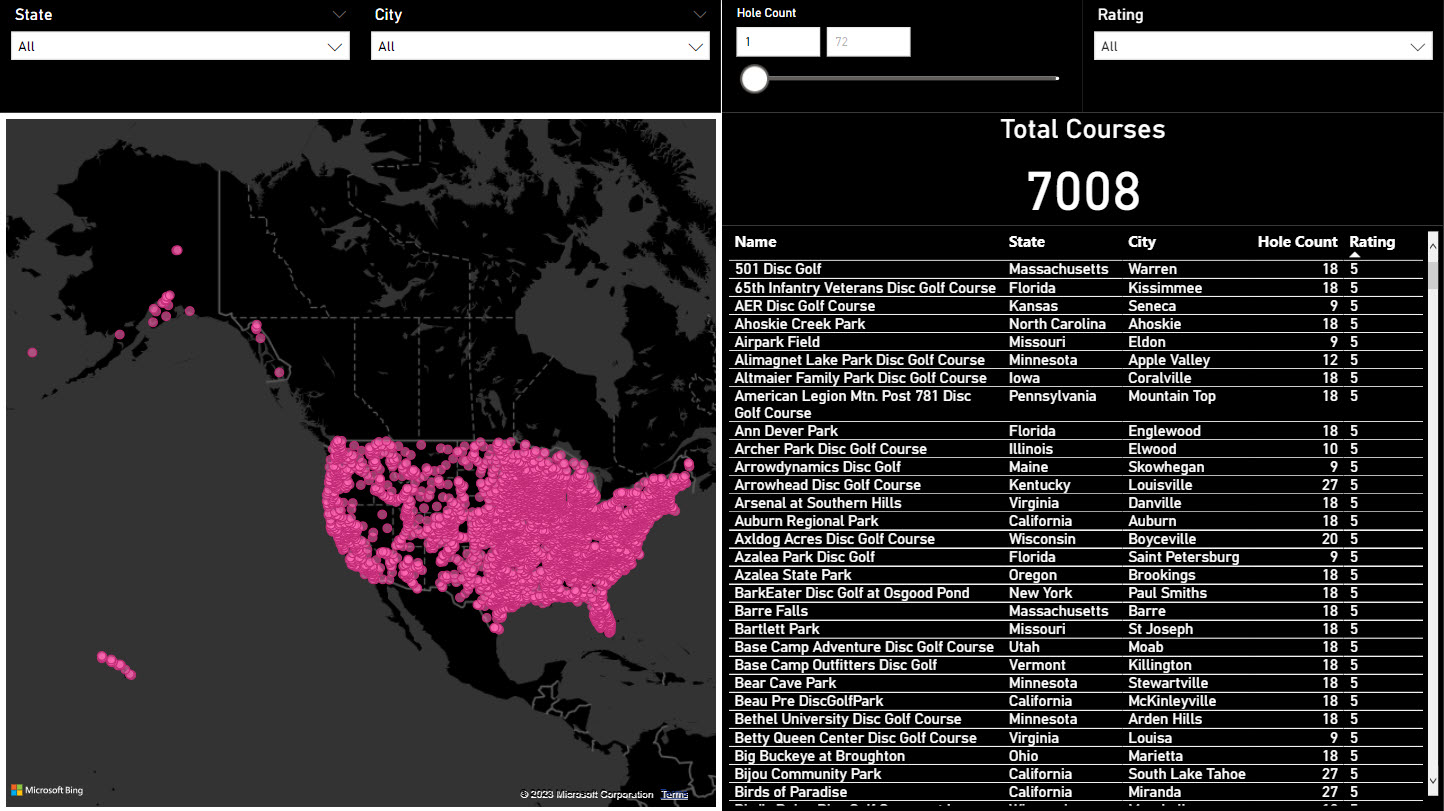 State
City
Hole Count
Rating
All
All
1
72
All
Total Courses
7008
Name State City Hole Count Rating
501 Disc Golf Massachusetts Warren 18 5
65th Infantry Veterans Disc Golf Course Florida Kissimmee 18 5
AER Disc Golf Course Kansas Seneca 9 5
Ahoskie Creek Park North Carolina Ahoskie 18 5
Airpark Field Missouri Eldon 9 5
Alimagnet Lake Park Disc Golf Course Minnesota Apple Valley 12 5
Altmaier Family Park Disc Golf Course Iowa Coralville 18 5
American Legion Mtn. Post 781 Disc Pennsylvania Mountain Top 18 5
Golf Course
Ann Dever Park Florida Englewood 18 5
Archer Park Disc Golf Course Illinois Elwood 10 5
Arrowdynamics Disc Golf Maine Skowhegan 9 5
Arrowhead Disc Golf Course Kentucky Louisville 27 5
Arsenal at Southern Hills Virginia Danville 18 5
Auburn Regional Park California Auburn 18 5
Axldog Acres Disc Golf Course Wisconsin Boyceville 20 5
Azalea Park Disc Golf Florida Saint Petersburg 9 5
Azalea State Park Oregon Brookings 18 5
BarkEater Disc Golf at Osgood Pond New York Paul Smiths 18 5
Barre Falls Massachusetts Barre 18 5
Bartlett Park Missouri St Joseph 18 5
Base Camp Adventure Disc Golf Course Utah Moab 18 5
Base Camp Outfitters Disc Golf Vermont Killington 18 5
Bear Cave Park Minnesota Stewartville 18 5
Beau Pre DiscGolfPark California McKinleyville 18 5
Bethel University Disc Golf Course Minnesota Arden Hills 18 5
Betty Queen Center Disc Golf Course Virginia Louisa 9 5
Big Buckeye at Broughton Ohio Marietta 18 5
Bijou Community Park California South Lake Tahoe 27 5
Birds of Paradise California Miranda 27 5
Microsoft Bing
© 2023 Microsoft Corporation Terms